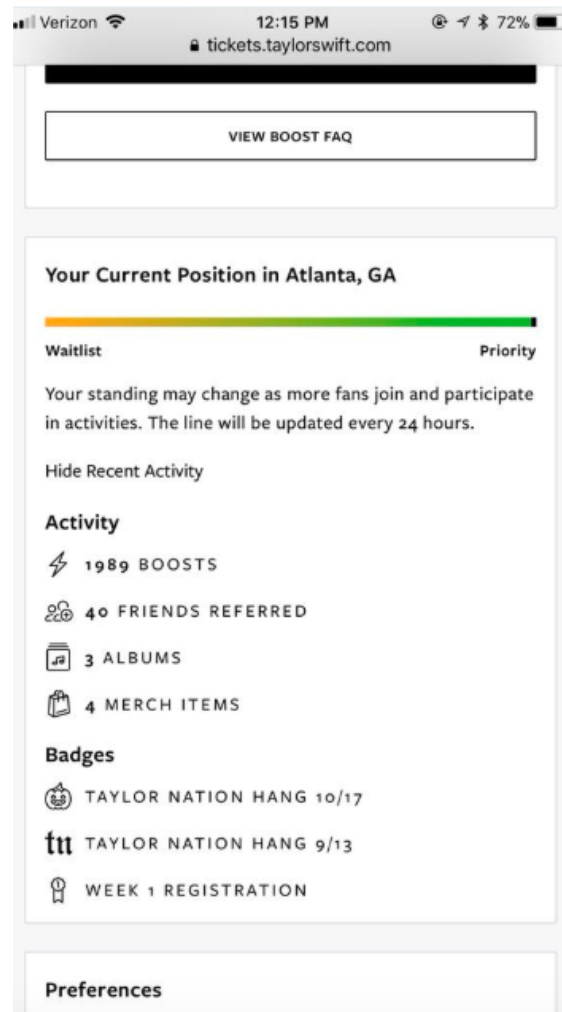 Verizon 12:15 PM 72%
tickets.taylorswift.com
VIEW BOOST FAQ
Your Current Position in Atlanta, GA
Waitlist Priority
Your standing may change as more fans join and participate
in activities. The line will be updated every 24 hours.
Hide Recent Activity
Activity
1989 BOOSTS
40 FRIENDS REFERRED
3 ALBUMS
4 MERCH ITEMS
Badges
TAYLOR NATION HANG 10/17
tn TAYLOR NATION HANG 9/13
1 WEEK 1 REGISTRATION
Preferences